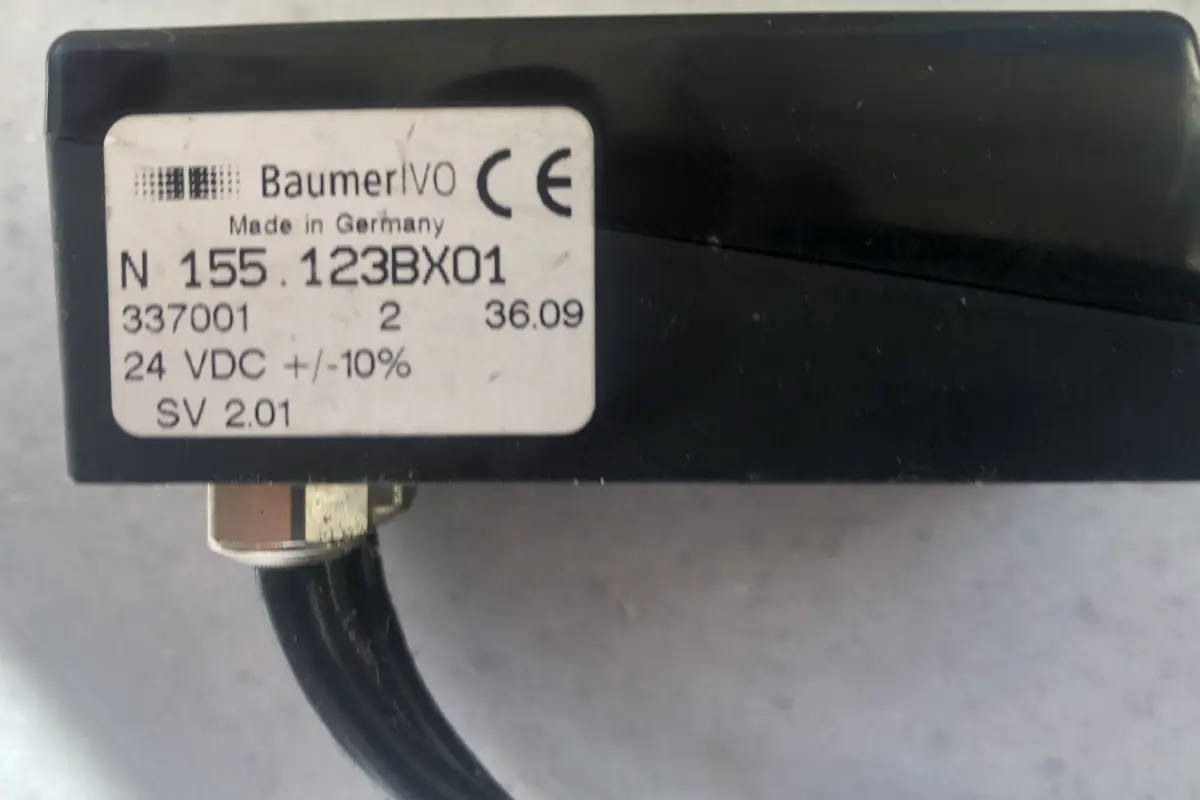 BaumerIVO CE
Made in Germany
N 155.123BX01
337001 2 36.09
24 VDC +/-10%
SV 2.01